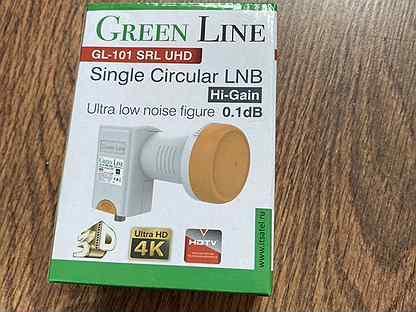 GREEN LINE
GL-101 SRL UHD
Single Circular LNB
Hi-Gain
Ultra low noise figure 0.1dB
GREEN LINE
3D
Ultra HD
4K
HDTV
www.itsatel.ru